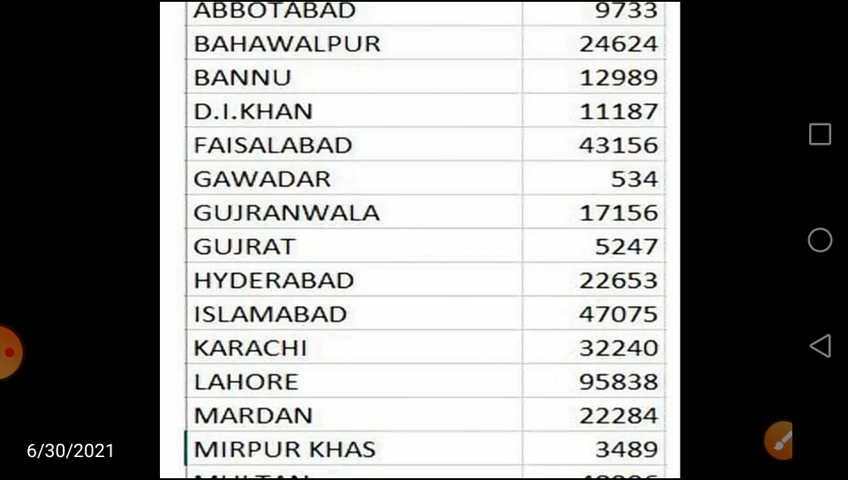 ABBOTABAD 9733
BAHAWALPUR 24624
BANNU 12989
D.I.KHAN 11187
FAISALABAD 43156
GAWADAR 534
GUJRANWALA 17156
GUJRAT 5247
HYDERABAD 22653
ISLAMABAD 47075
KARACHI 32240
LAHORE 95838
MARDAN 22284
MIRPUR KHAS 3489
6/30/2021